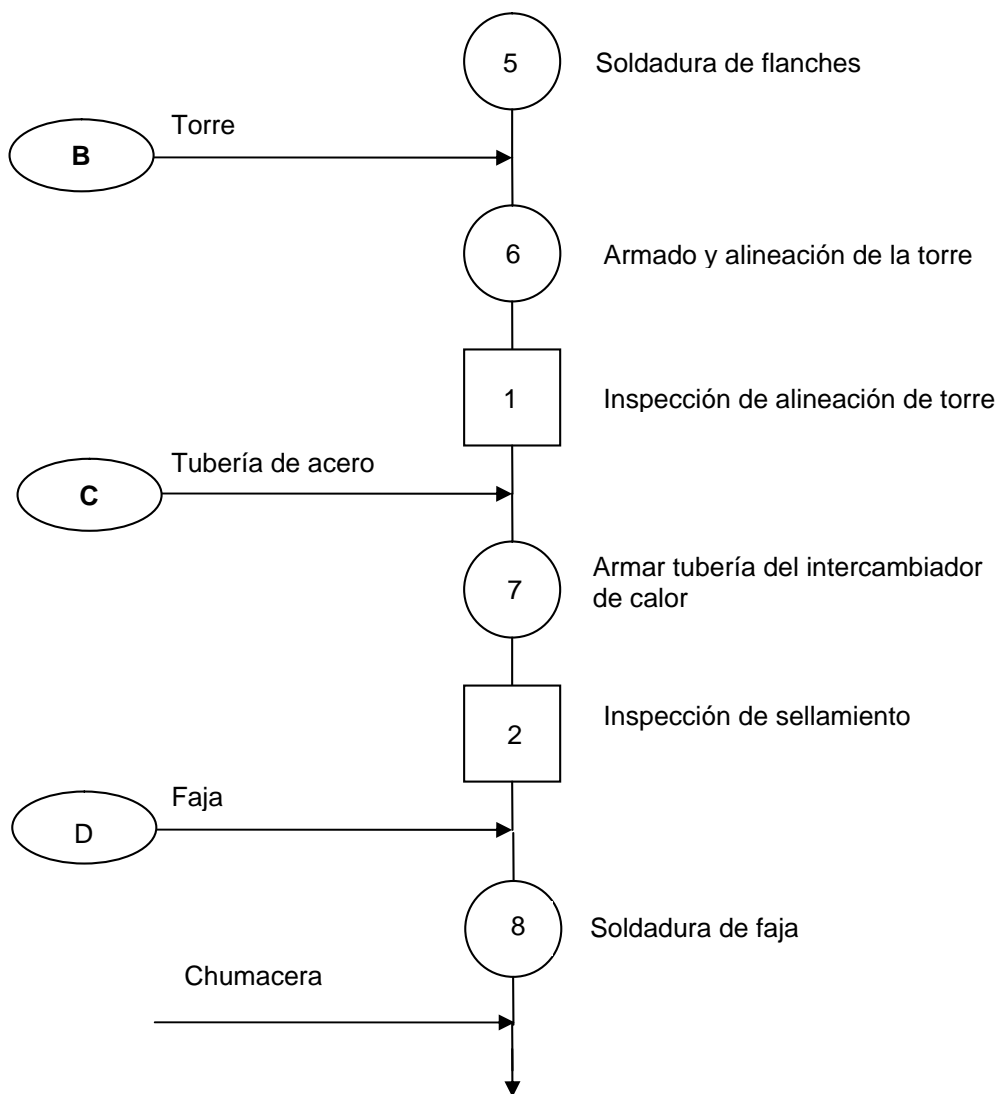 5 Soldadura de flanches
Torre
B
6 Armado y alineación de la torre
1 Inspección de alineación de torre
Tubería de acero
C
7 Armar tubería del intercambiador
de calor
2 Inspección de sellamiento
Faja
D
8 Soldadura de faja
Chumacera